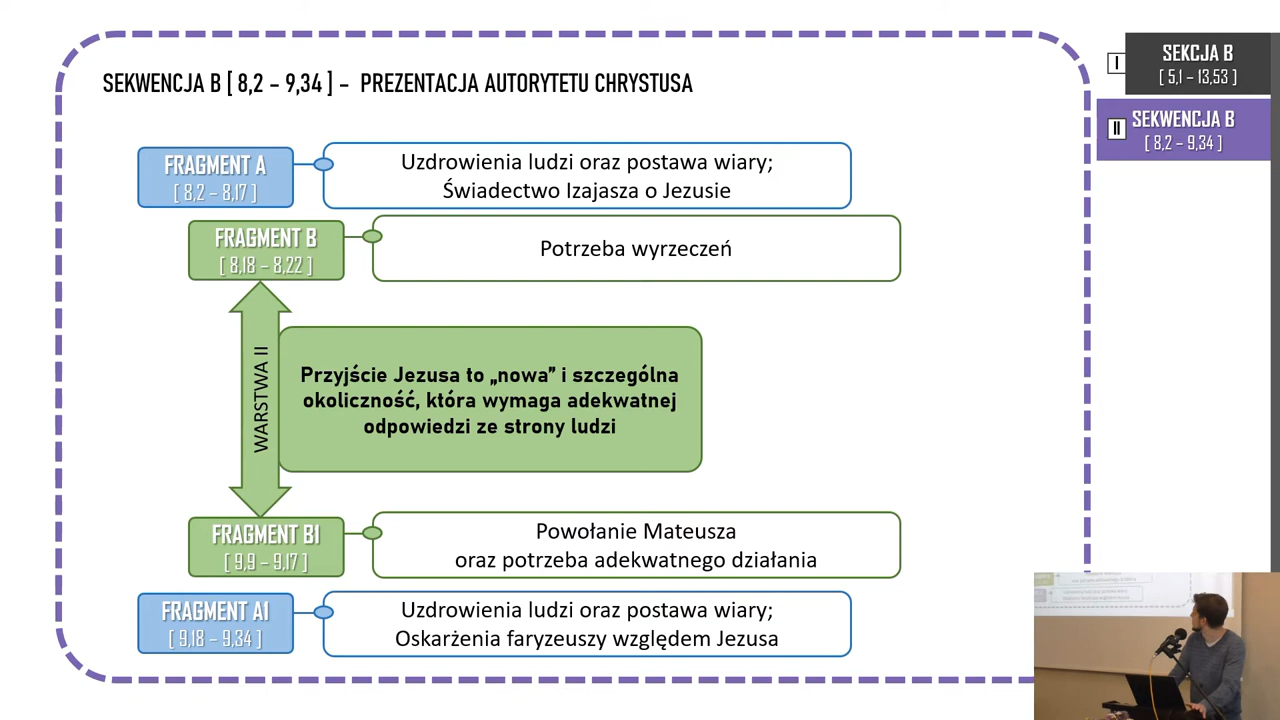 SEKWENCJA B [ 8,2 – 9,34 ] – PREZENTACJA AUTORYTETU CHRYSTUSA
I
SEKCJA B
[ 5,1 – 13,53 ]
II
SEKWENCJA B
[ 8,2 – 9,34 ]
FRAGMENT A
[ 8,2 – 8,17 ]
Uzdrowienia ludzi oraz postawa wiary;
Świadectwo Izajasza o Jezusie
FRAGMENT B
[ 8,18 – 8,22 ]
Potrzeba wyrzeczeń
WARSTWA II
Przyjście Jezusa to „nowa” i szczególna
okoliczność, która wymaga adekwatnej
odpowiedzi ze strony ludzi
FRAGMENT B1
[ 9,9 – 9,17 ]
Powołanie Mateusza
oraz potrzeba adekwatnego działania
FRAGMENT A1
[ 9,18 – 9,34 ]
Uzdrowienia ludzi oraz postawa wiary;
Oskarżenia faryzeuszy względem Jezusa